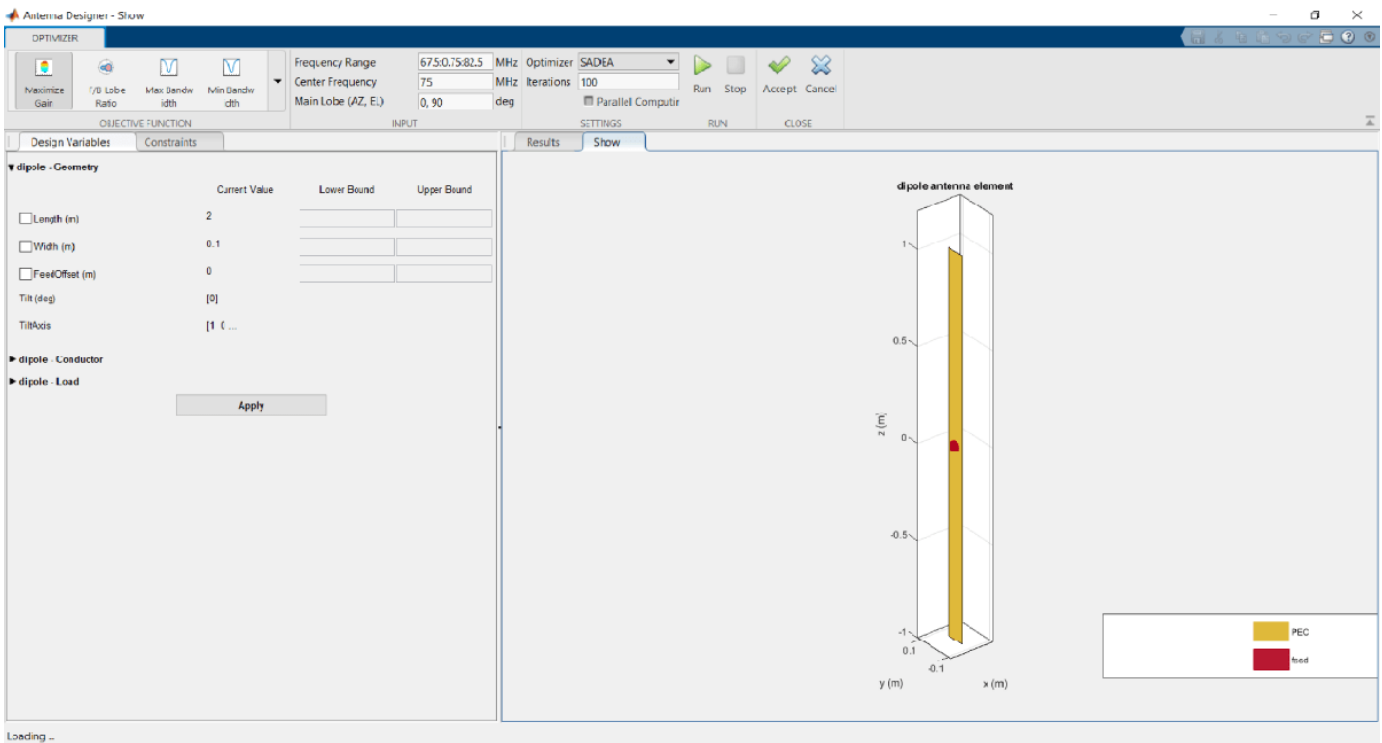 Antenna Designer - Show
OPTIMIZER
Maximize Gain
F/B Lobe Ratio
Max Bandwidth
Min Bandwidth
OBJECTIVE FUNCTION
Frequency Range 67.5:0.75:82.5 MHz
Center Frequency 75 MHz
Main Lobe (AZ, EL) 0, 90 deg
INPUT
Optimizer SADEA
Iterations 100
Parallel Computin
SETTINGS
Run Stop
RUN
Accept Cancel
CLOSE
Design Variables Constraints
dipole - Geometry
Current Value Lower Bound Upper Bound
Length (m) 2
Width (m) 0.1
FeedOffset (m) 0
Tilt (deg) [0]
TiltAxis [1 0 ...
dipole - Conductor
dipole - Load
Apply
Results Show
dipole antenna element
1
0.5
z (m)
0
-0.5
-1
0.1
-0.1
y (m) x (m)
PEC
feed
Loading ...